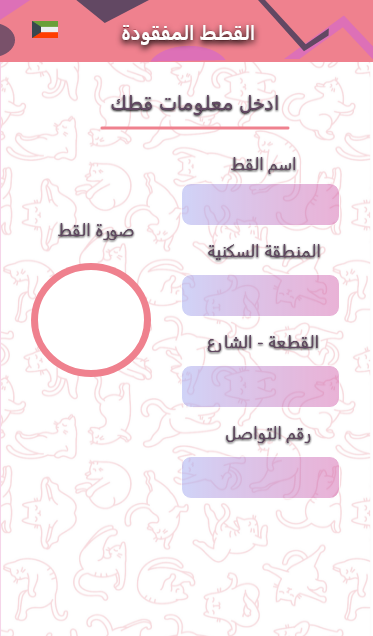 القطط المفقودة
ادخل معلومات قطك
اسم القط
صورة القط
المنطقة السكنية
القطعة - الشارع
رقم التواصل